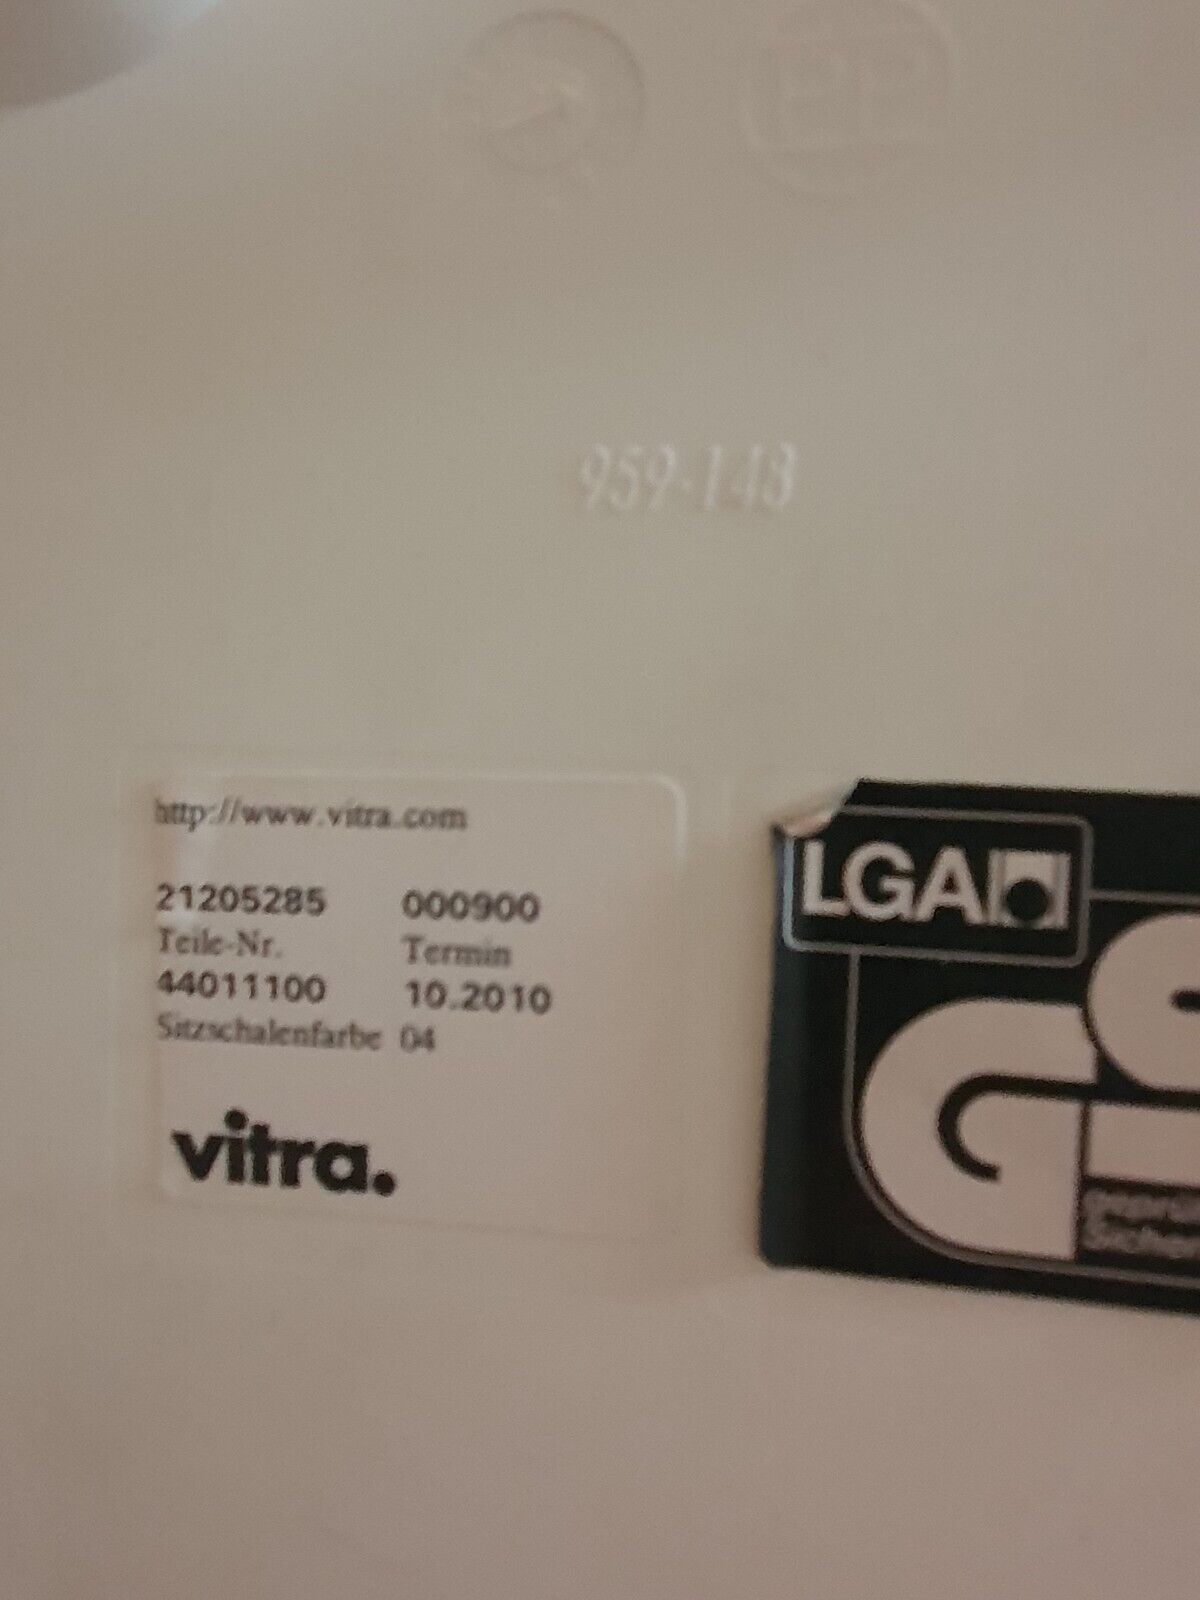 959-148
http://www.vitra.com
21205285 000900
Teile-Nr. Termin
44011100 10.2010
Sitzschalenfarbe 04
vitra.
LGA
GS